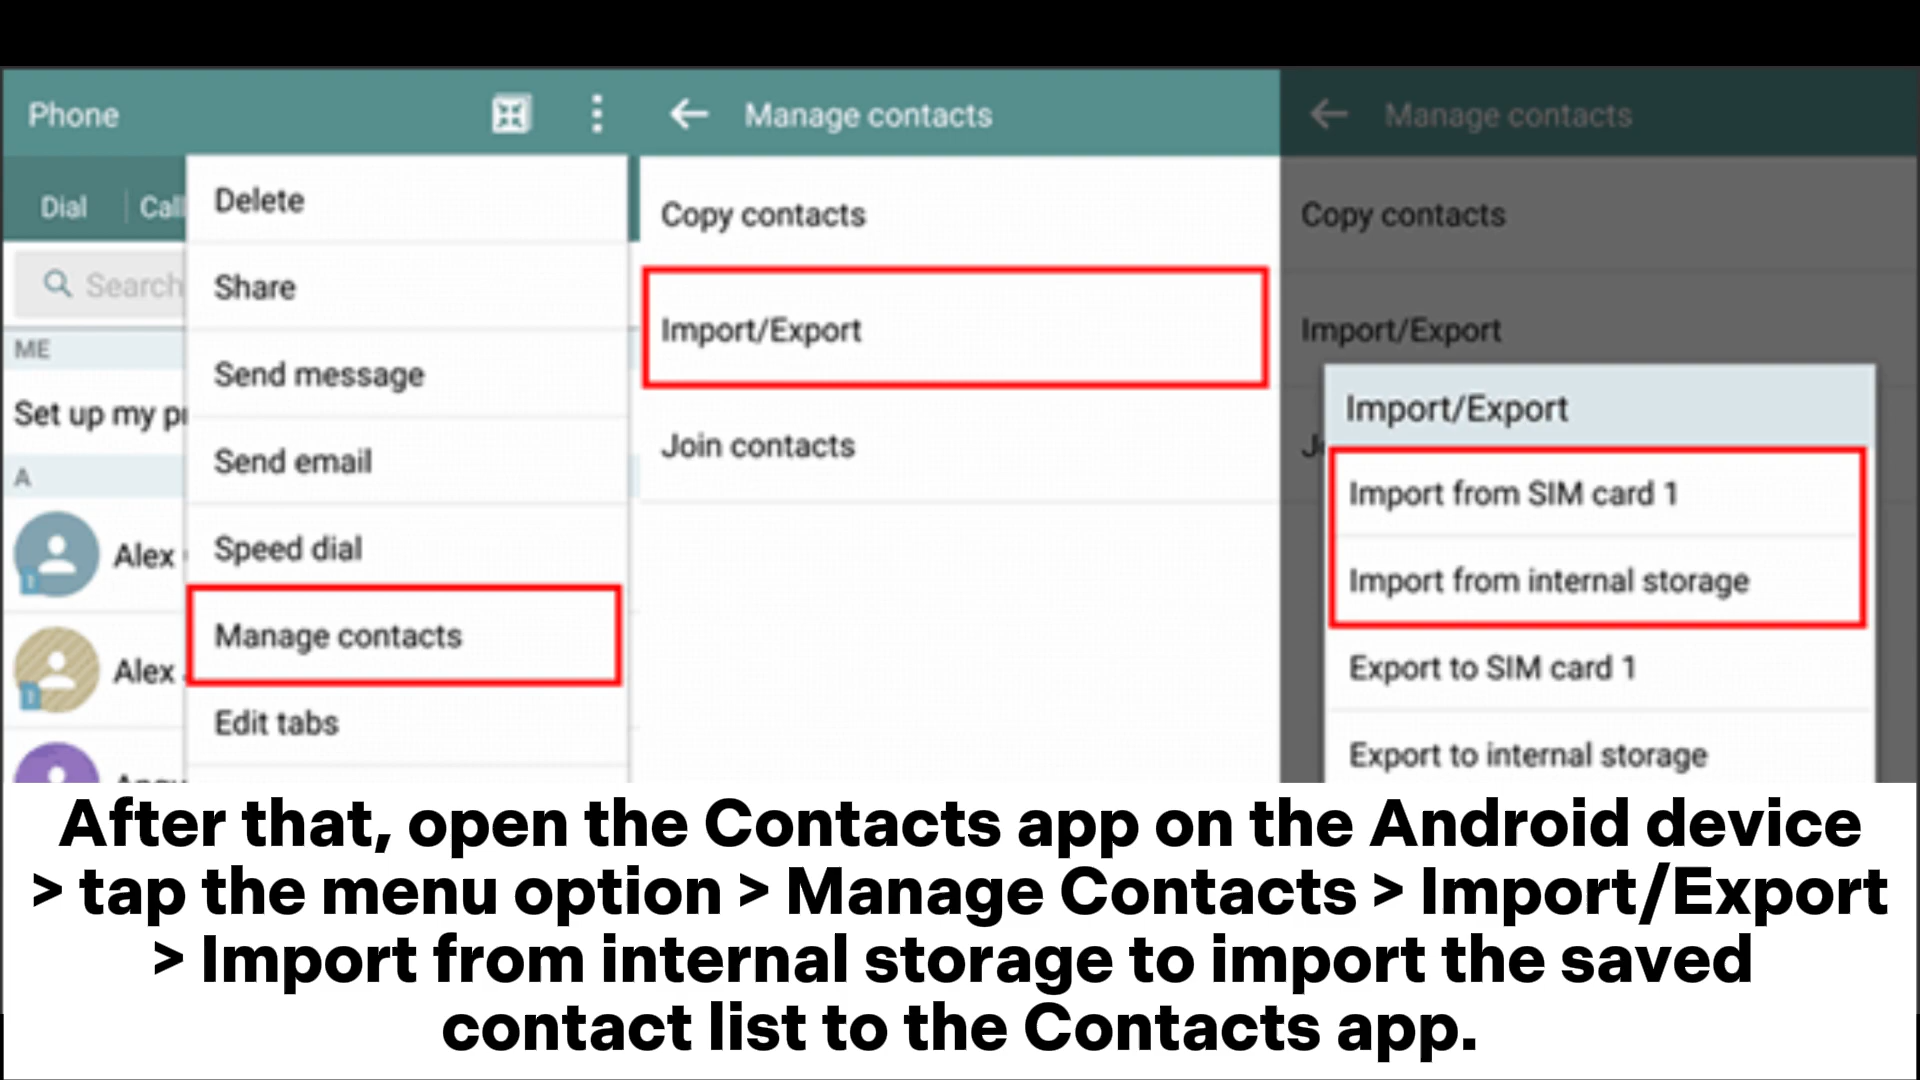 Phone
Dial
Call
Search
ME
Set up my pr
A
Alex
Alex
Delete
Share
Send message
Send email
Speed dial
Manage contacts
Edit tabs
Manage contacts
Copy contacts
Import/Export
Join contacts
Manage contacts
Copy contacts
Import/Export
Import/Export
Import from SIM card 1
Import from internal storage
Export to SIM card 1
Export to internal storage
After that, open the Contacts app on the Android device
> tap the menu option > Manage Contacts > Import/Export
> Import from internal storage to import the saved
contact list to the Contacts app.